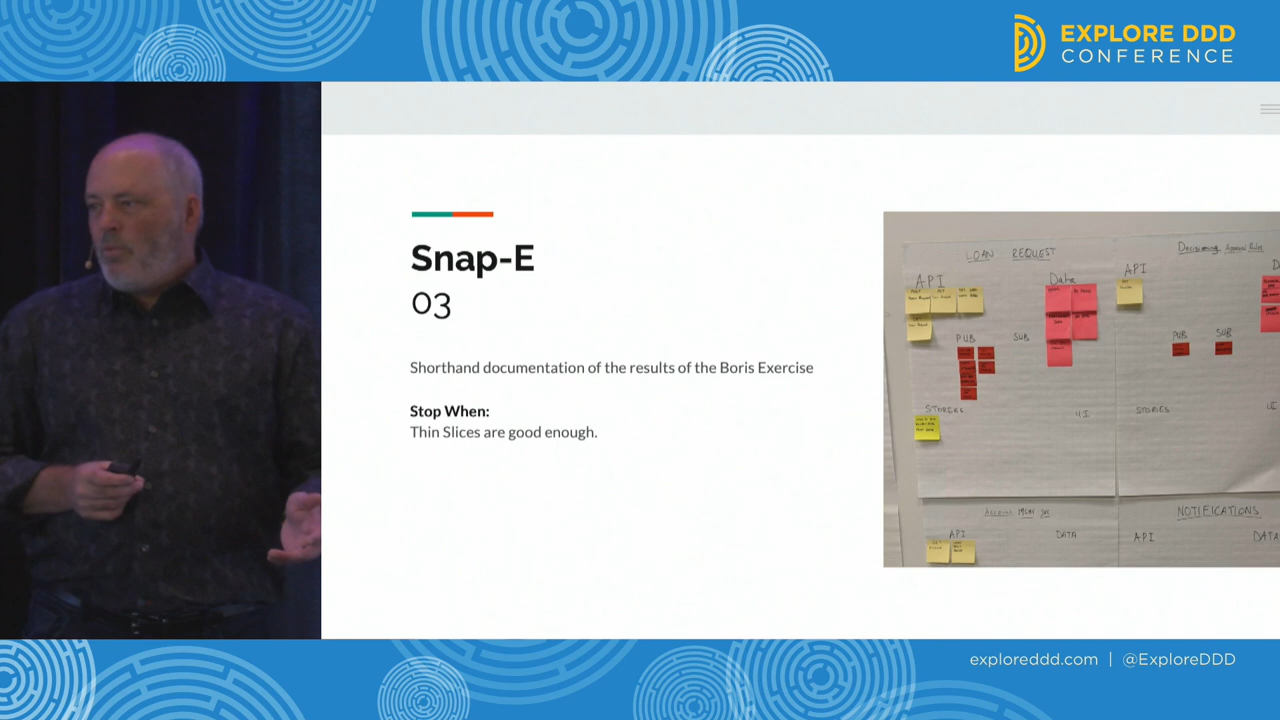 EXPLORE DDD
CONFERENCE
Snap-E
03
Shorthand documentation of the results of the Boris Exercise
Stop When:
Thin Slices are good enough.
LOAN REQUEST
API
Data
PUB
SUB
STORIES
UI
Decisioning
API
PUB
SUB
STORIES
API
DATA
NOTIFICATIONS
API
DATA
exploreddd.com | @ExploreDDD